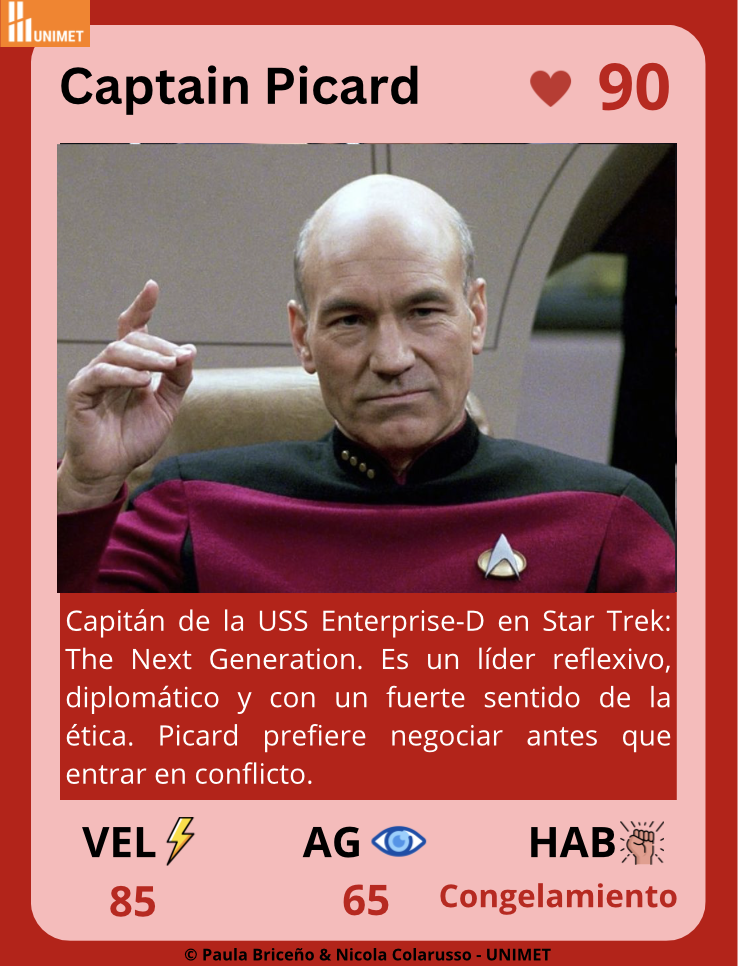 UNIMET
Captain Picard
90
Capitán de la USS Enterprise-D en Star Trek:
The Next Generation. Es un líder reflexivo,
diplomático y con un fuerte sentido de la
ética. Picard prefiere negociar antes que
entrar en conflicto.
VEL AG HAB
85 65 Congelamiento
© Paula Briceño & Nicola Colarusso - UNIMET